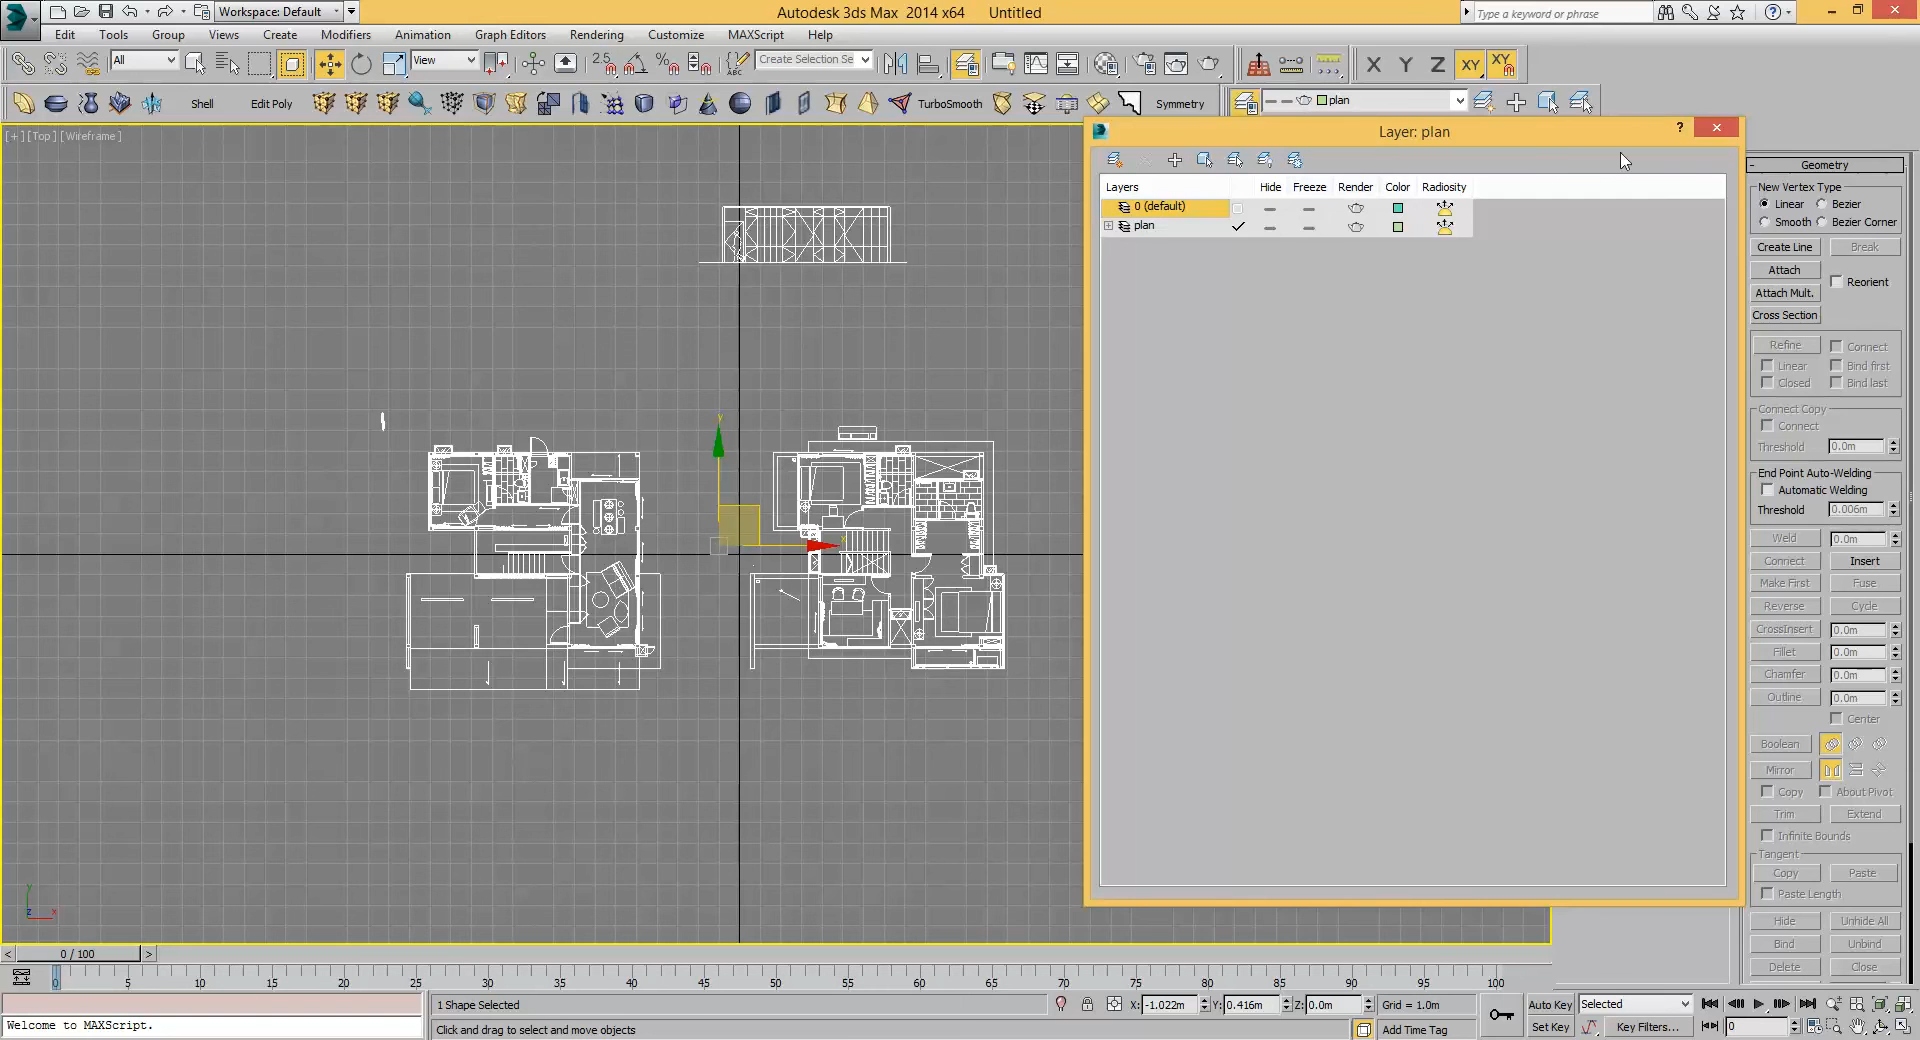 Workspace: Default
Autodesk 3ds Max 2014 x64 Untitled
Type a keyword or phrase
Edit Tools Group Views Create Modifiers Animation Graph Editors Rendering Customize MAXScript Help
All
View
2.5
Create Selection Se
X Y Z XY XY
Shell
Edit Poly
TurboSmooth
Symmetry
plan
[+] [Top] [Wireframe]
Layer: plan
?
Layers Hide Freeze Render Color Radiosity
0 (default)
plan
Geometry
New Vertex Type
Linear Bezier
Smooth Bezier Corner
Create Line Break
Attach
Reorient
Attach Mult.
Cross Section
Refine Connect
Linear Bind first
Closed Bind last
Connect Copy
Connect
Threshold 0.0m
End Point Auto-Welding
Automatic Welding
Threshold 0.006m
Weld 0.0m
Connect Insert
Make First Fuse
Reverse Cycle
CrossInsert 0.0m
Fillet 0.0m
Chamfer 0.0m
Outline 0.0m
Center
Boolean
Mirror
Copy About Pivot
Trim Extend
Infinite Bounds
Tangent
Copy Paste
Paste Length
Hide Unhide All
Bind Unbind
Delete Close
y
x
y
z x
< 0 / 100 >
0 5 10 15 20 25 30 35 40 45 50 55 60 65 70 75 80 85 90 95 100
1 Shape Selected
X: -1.022m Y: 0.416m Z: 0.0m Grid = 1.0m
Auto Key Selected
Welcome to MAXScript.
Click and drag to select and move objects
Add Time Tag
Set Key Key Filters... 0